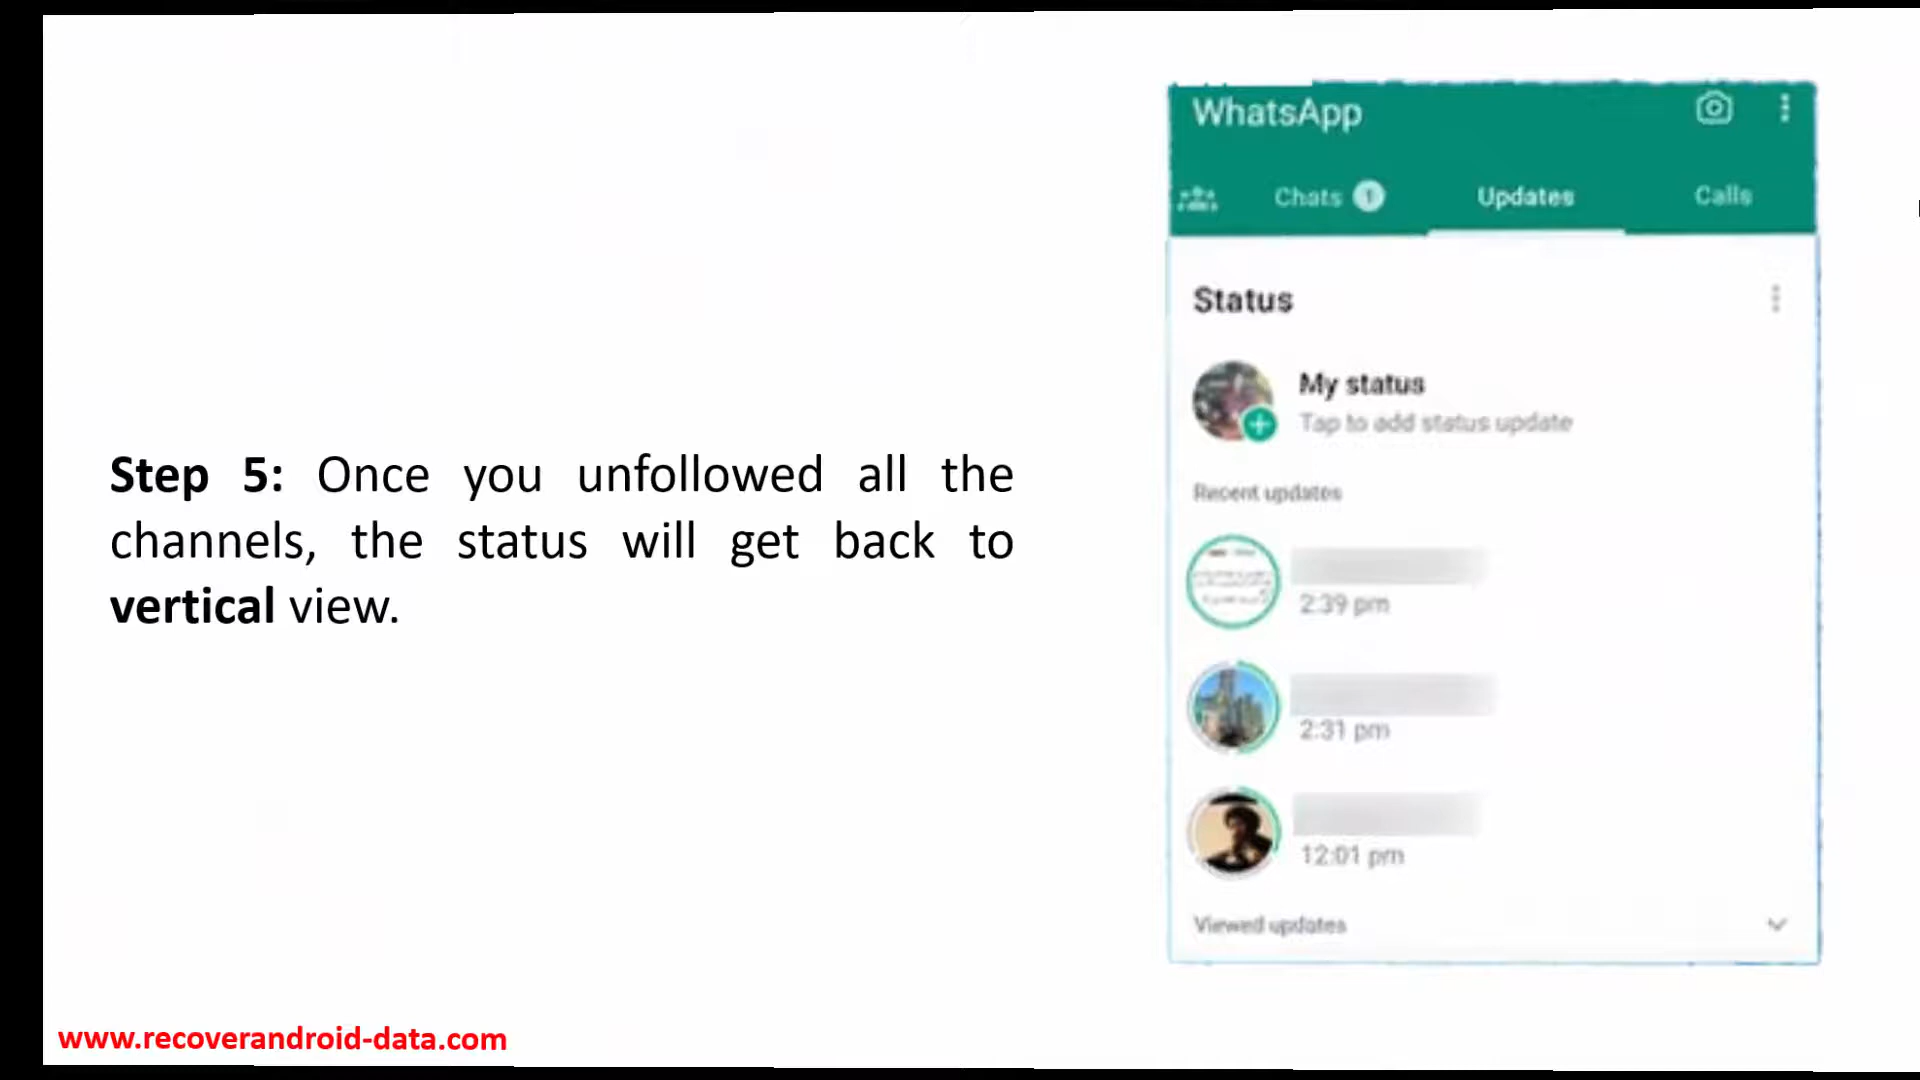 WhatsApp
Chats 1 Updates Calls
Status
My status
Tap to add status update
Recent updates
2:39 pm
2:31 pm
12:01 pm
Viewed updates
Step 5: Once you unfollowed all the
channels, the status will get back to
vertical view.
www.recoverandroid-data.com